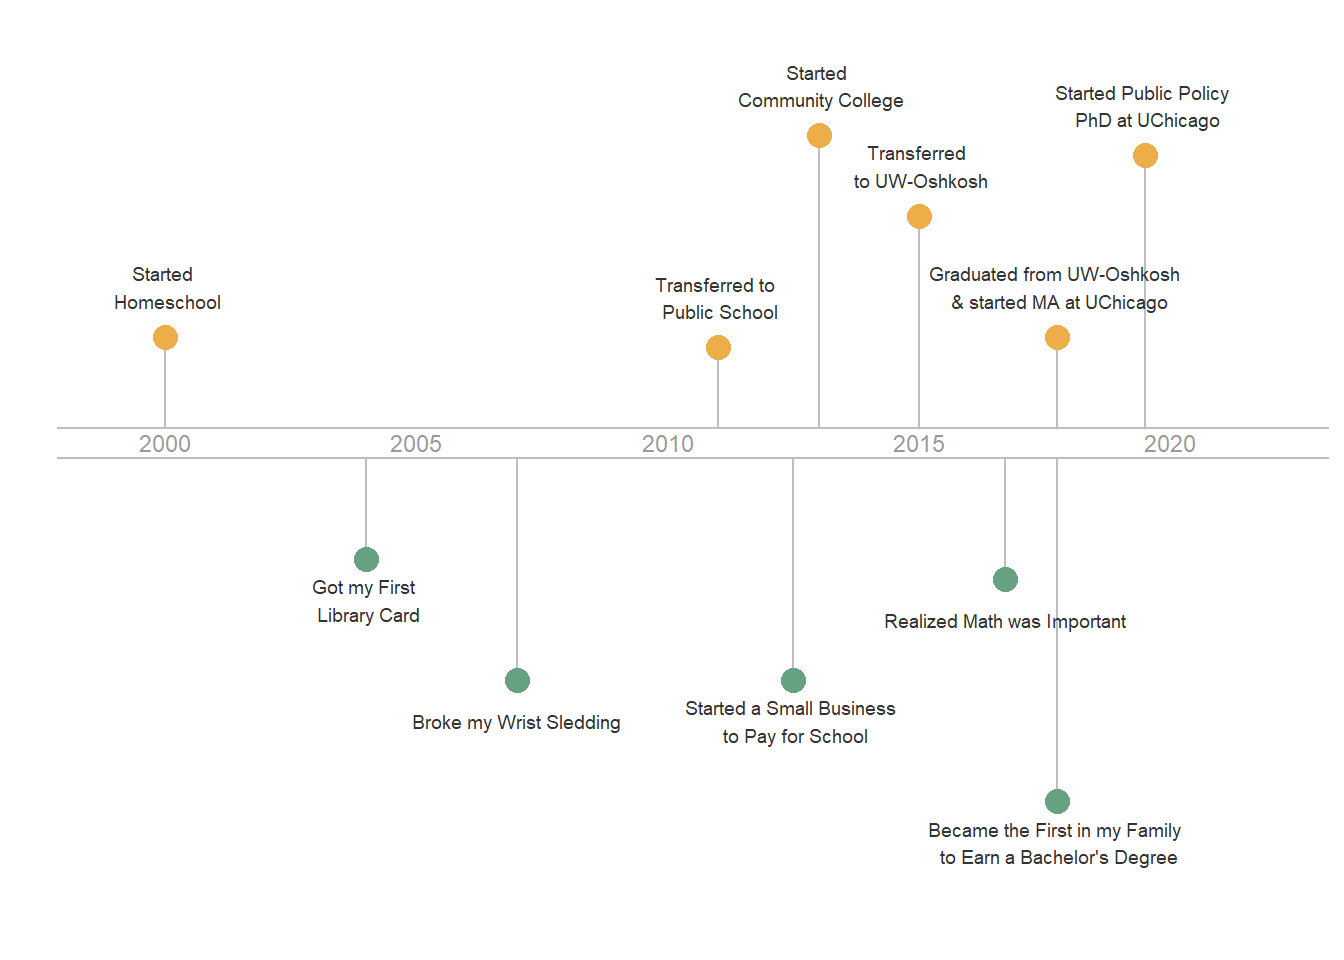 Started
Community College
Started Public Policy
PhD at UChicago
Transferred
to UW-Oshkosh
Started
Homeschool
Transferred to
Public School
Graduated from UW-Oshkosh
& started MA at UChicago
2000
2005
2010
2015
2020
Got my First
Library Card
Realized Math was Important
Broke my Wrist Sledding
Started a Small Business
to Pay for School
Became the First in my Family
to Earn a Bachelor's Degree